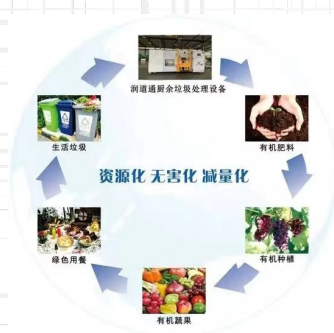 润道通厨余垃圾处理设备
生活垃圾
有机肥料
资源化 无害化 减量化
绿色用餐
有机种植
有机蔬果